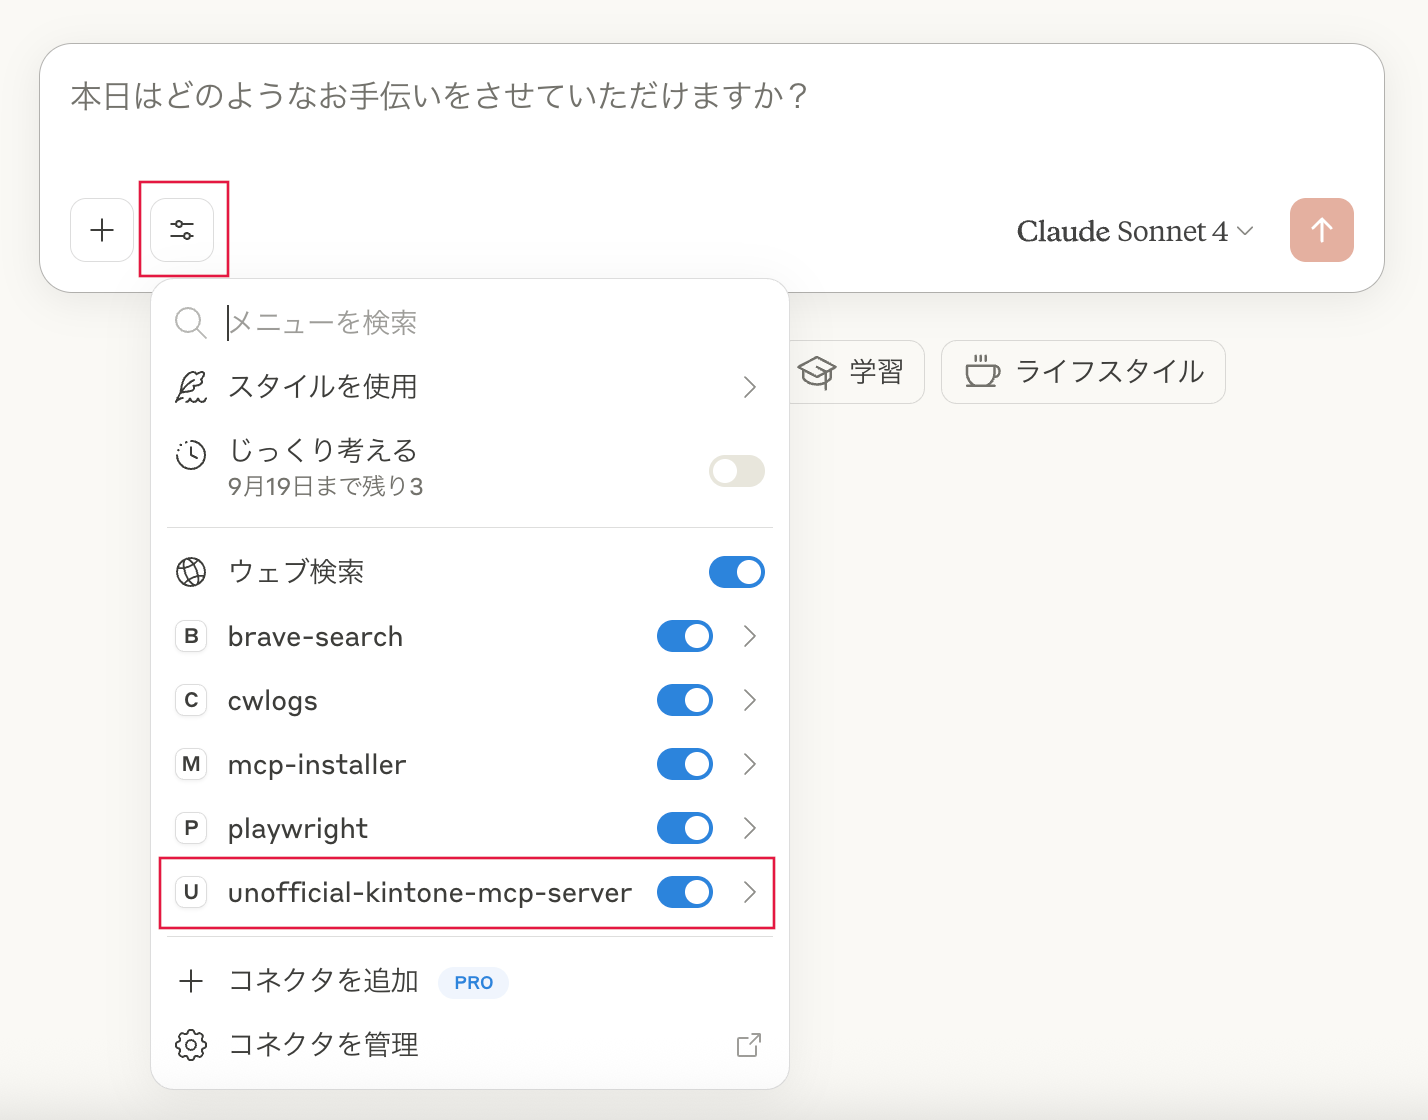 本日はどのようなお手伝いをさせていただけますか？
Claude Sonnet 4
メニューを検索
スタイルを使用
学習
ライフスタイル
じっくり考える
9月19日まで残り3
ウェブ検索
B brave-search
C cwlogs
M mcp-installer
P playwright
U unofficial-kintone-mcp-server
コネクタを追加 PRO
コネクタを管理